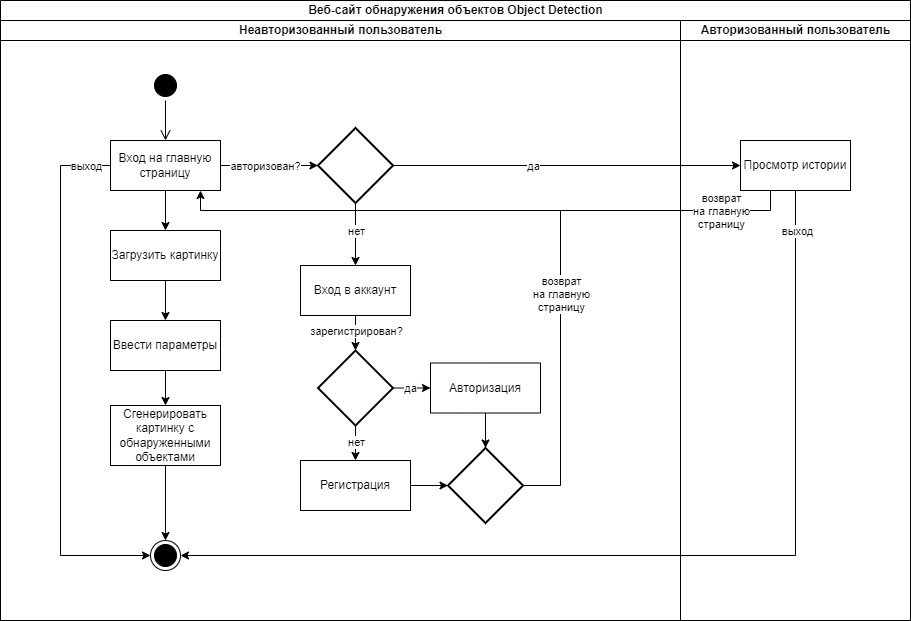 Веб-сайт обнаружения объектов Object Detection
Неавторизованный пользователь
Авторизованный пользователь
выход
Вход на главную
страницу
авторизован?
да
Просмотр истории
возврат
на главную
страницу
выход
нет
Загрузить картинку
Вход в аккаунт
возврат
на главную
страницу
зарегистрирован?
Ввести параметры
да
Авторизация
Сгенерировать
картинку с
обнаруженными
объектами
нет
Регистрация